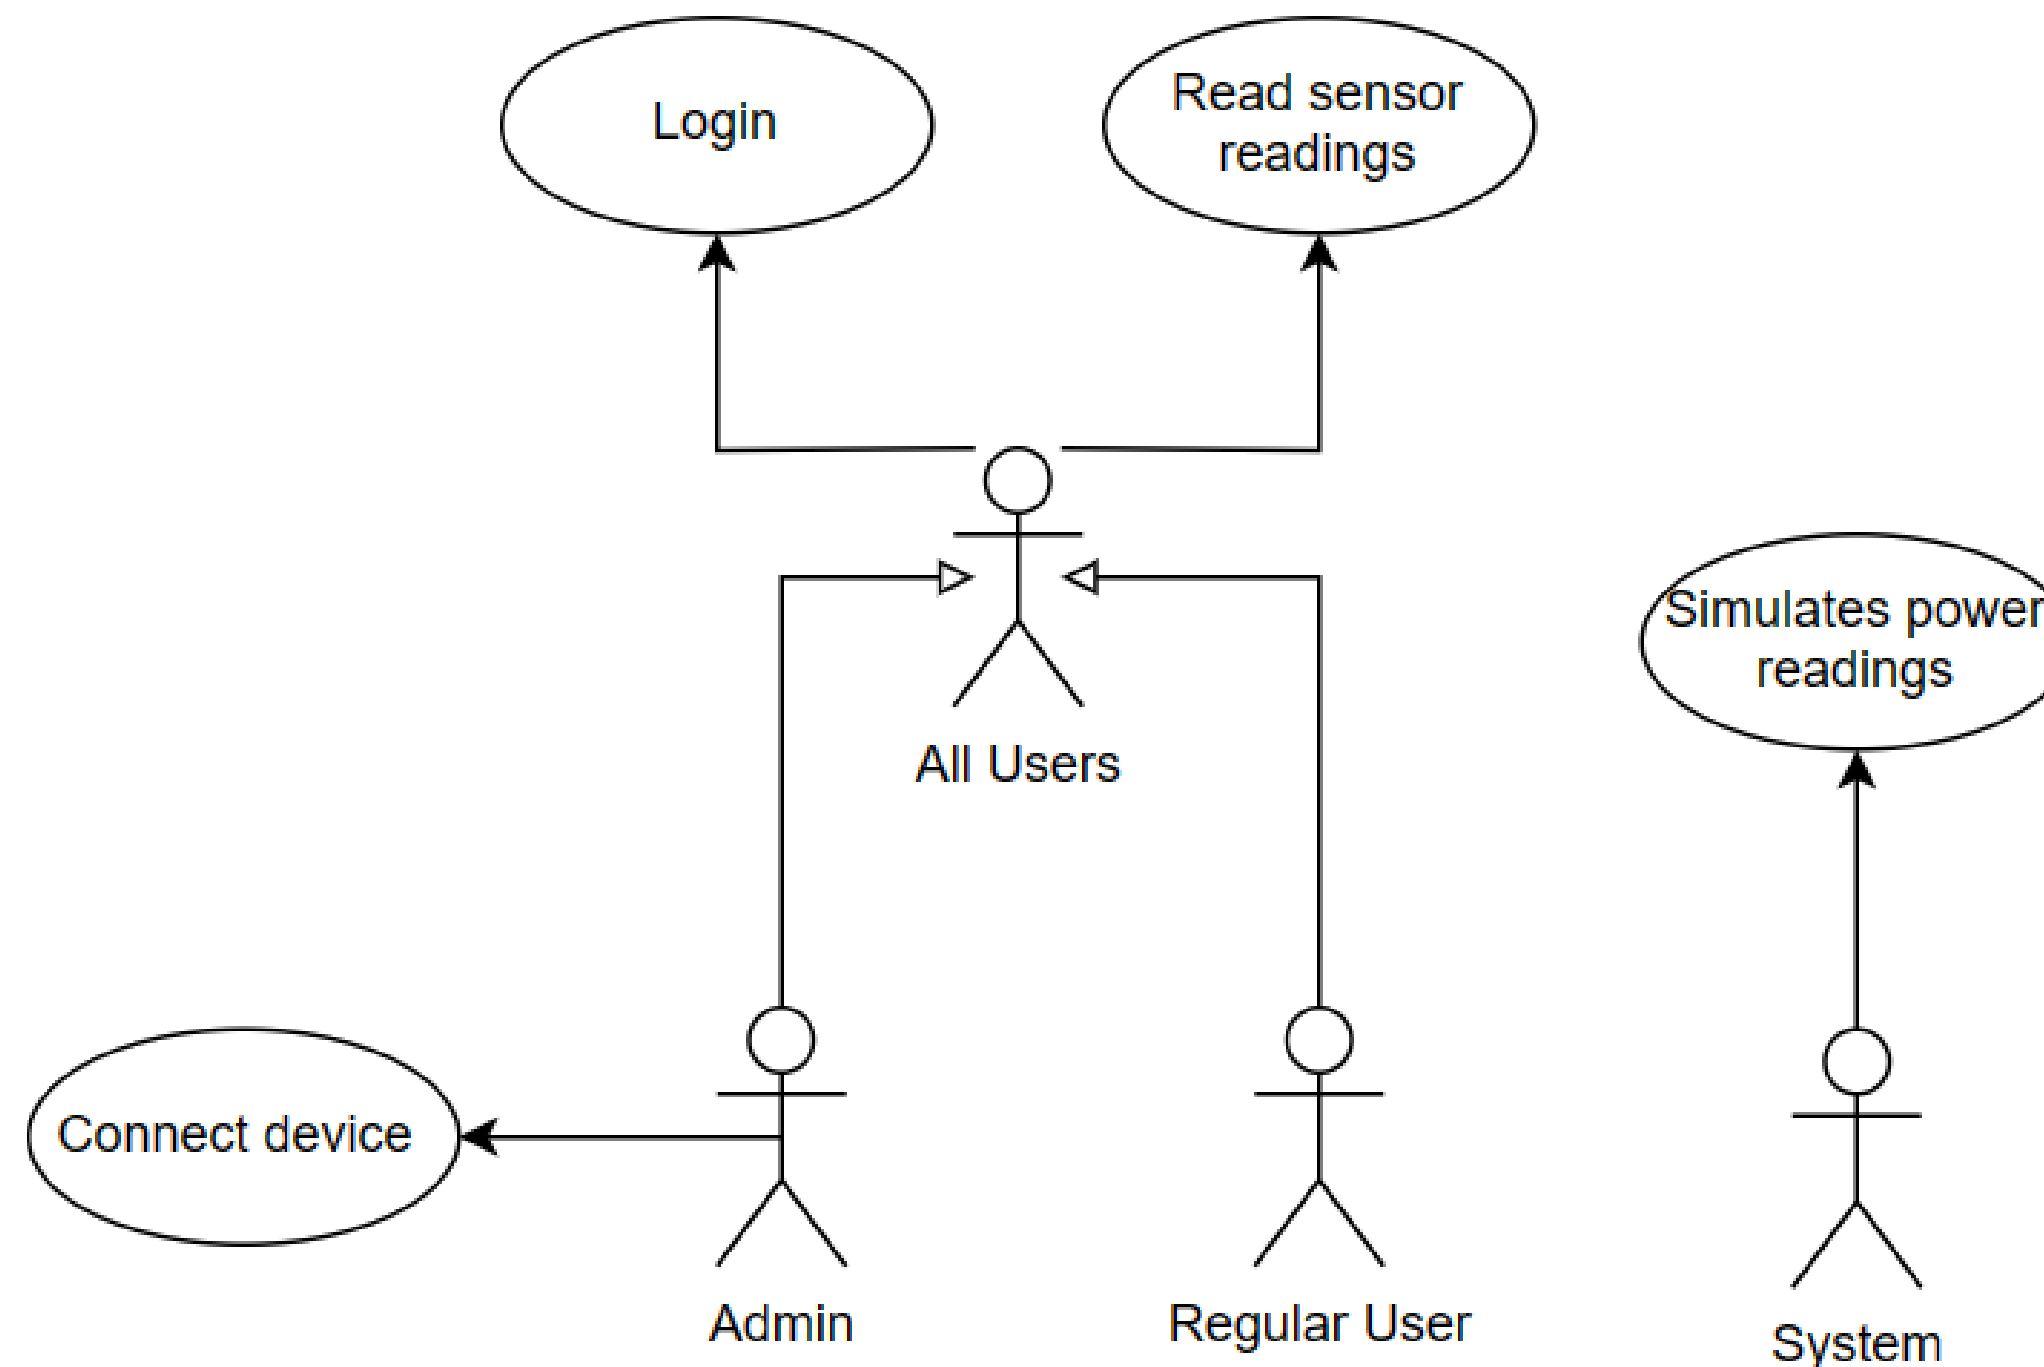 Login
Read sensor
readings
Simulates power
readings
All Users
Connect device
Admin
Regular User
System